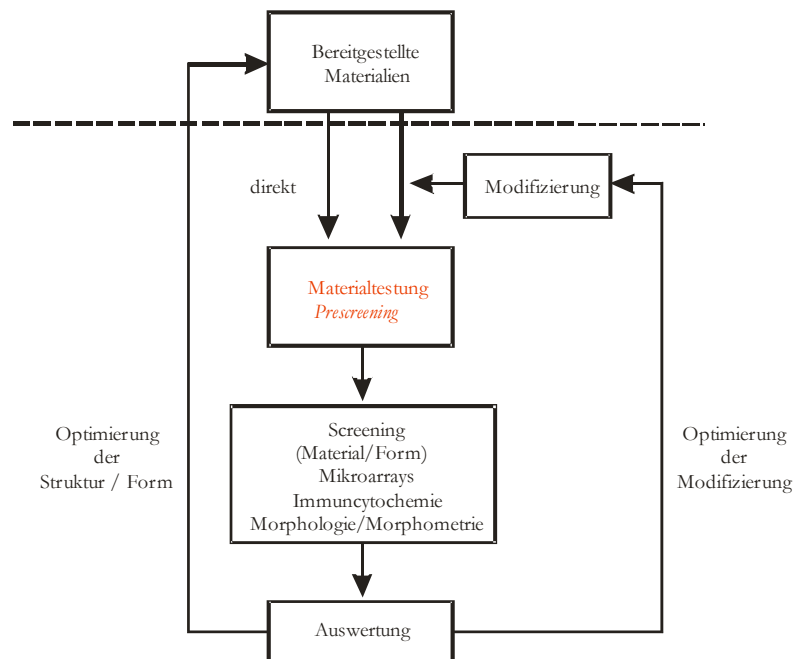 Bereitgestellte
Materialien
direkt
Modifizierung
Materialtestung
Prescreening
Screening
(Material/Form)
Mikroarrays
Immuncytochemie
Morphologie/Morphometrie
Optimierung
der
Struktur / Form
Optimierung
der
Modifizierung
Auswertung